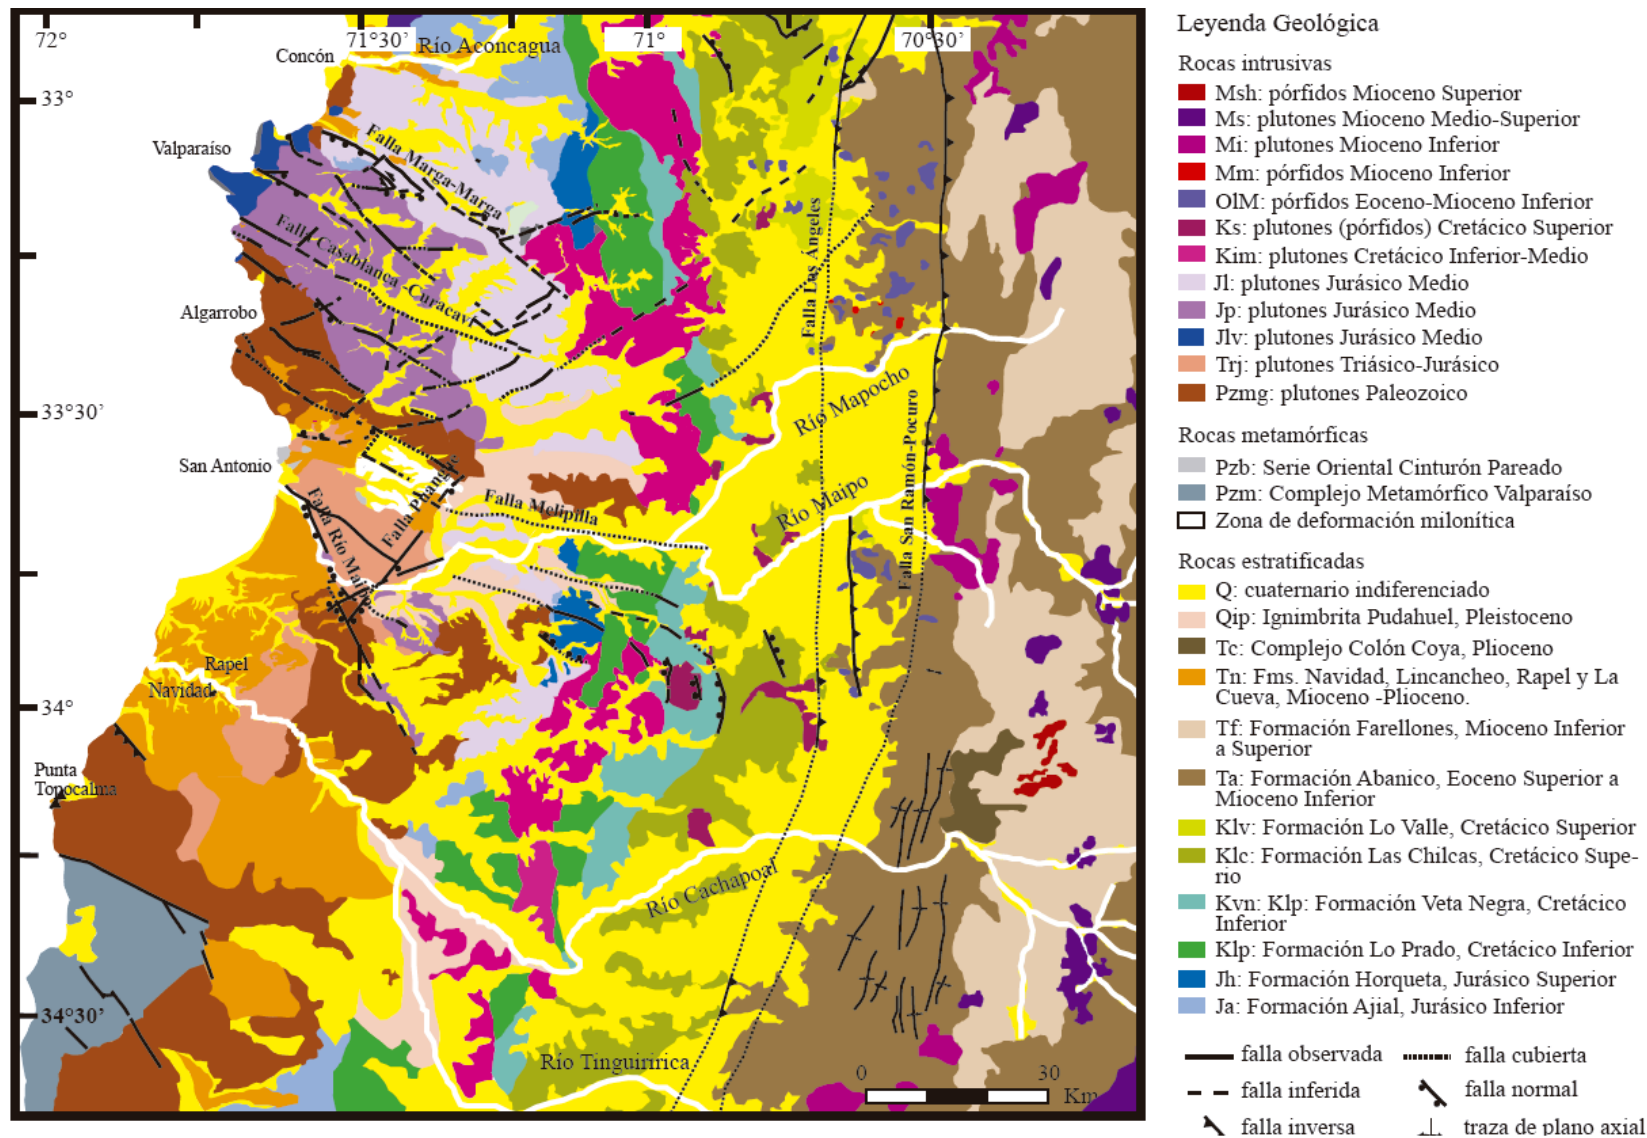 72°
71°30'
71°
70°30'
Río Aconcagua
Concón
33°
Valparaíso
Falla Marga-Marga
Falla Casablanca -Curacaví
Algarrobo
Falla Los Ángeles
33°30'
Río Mapocho
San Antonio
Falla Melipilla
Río Maipo
Falla San Ramón-Pocuro
Falla Río Maipo
Rapel
Navidad
34°
Punta
Topocalma
Río Cachapoal
34°30'
Río Tinguiririca
0
30
Km
Leyenda Geológica
Rocas intrusivas
Msh: pórfidos Mioceno Superior
Ms: plutones Mioceno Medio-Superior
Mi: plutones Mioceno Inferior
Mm: pórfidos Mioceno Inferior
OlM: pórfidos Eoceno-Mioceno Inferior
Ks: plutones (pórfidos) Cretácico Superior
Kim: plutones Cretácico Inferior-Medio
Jl: plutones Jurásico Medio
Jp: plutones Jurásico Medio
Jlv: plutones Jurásico Medio
Trj: plutones Triásico-Jurásico
Pzmg: plutones Paleozoico
Rocas metamórficas
Pzb: Serie Oriental Cinturón Pareado
Pzm: Complejo Metamórfico Valparaíso
Zona de deformación milonítica
Rocas estratificadas
Q: cuaternario indiferenciado
Qip: Ignimbrita Pudahuel, Pleistoceno
Tc: Complejo Colón Coya, Plioceno
Tn: Fms. Navidad, Lincancheo, Rapel y La
Cueva, Mioceno -Plioceno.
Tf: Formación Farellones, Mioceno Inferior
a Superior
Ta: Formación Abanico, Eoceno Superior a
Mioceno Inferior
Klv: Formación Lo Valle, Cretácico Superior
Klc: Formación Las Chilcas, Cretácico Supe-
rio
Kvn: Klp: Formación Veta Negra, Cretácico
Inferior
Klp: Formación Lo Prado, Cretácico Inferior
Jh: Formación Horqueta, Jurásico Superior
Ja: Formación Ajial, Jurásico Inferior
falla observada
falla cubierta
falla inferida
falla normal
falla inversa
traza de plano axial